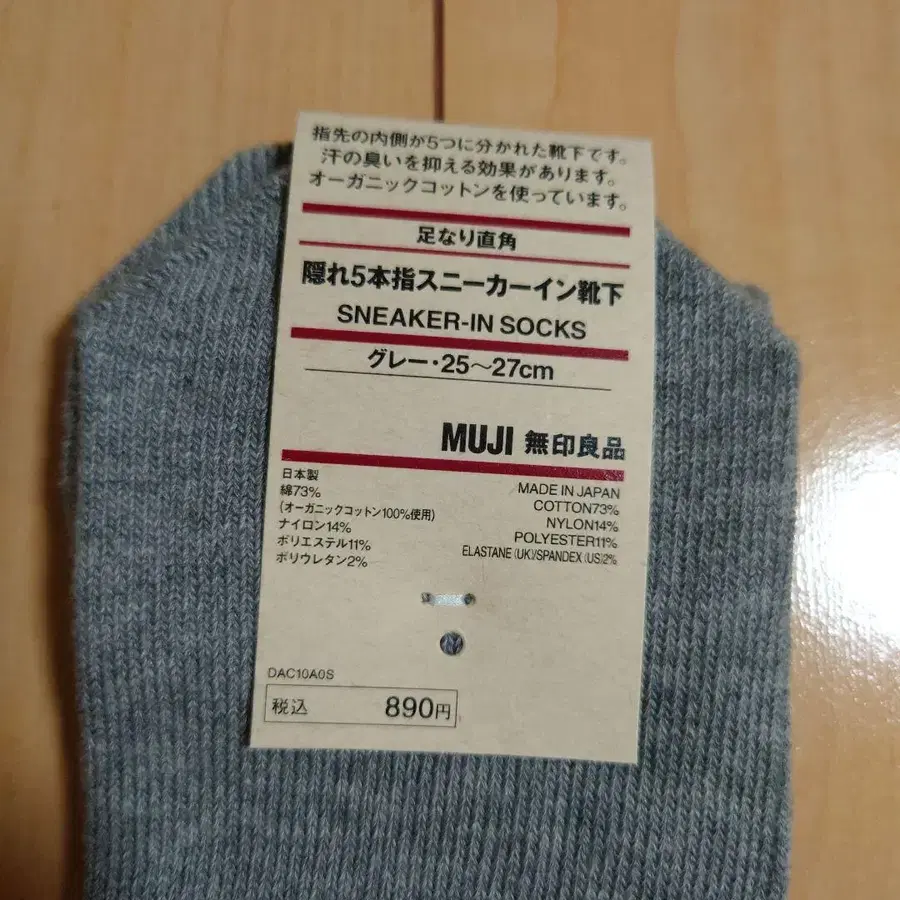 指先の内側が5つに分かれた靴下です。
汗の臭いを抑える効果があります。
オーガニックコットンを使っています。
足なり直角
隠れ5本指スニーカーイン靴下
SNEAKER-IN SOCKS
グレー・25～27cm
MUJI 無印良品
日本製
綿73%
(オーガニックコットン100%使用)
ナイロン14%
ポリエステル11%
ポリウレタン2%
MADE IN JAPAN
COTTON73%
NYLON14%
POLYESTER11%
ELASTANE (UK)/SPANDEX (US)2%
DAC10A0S
税込 890円